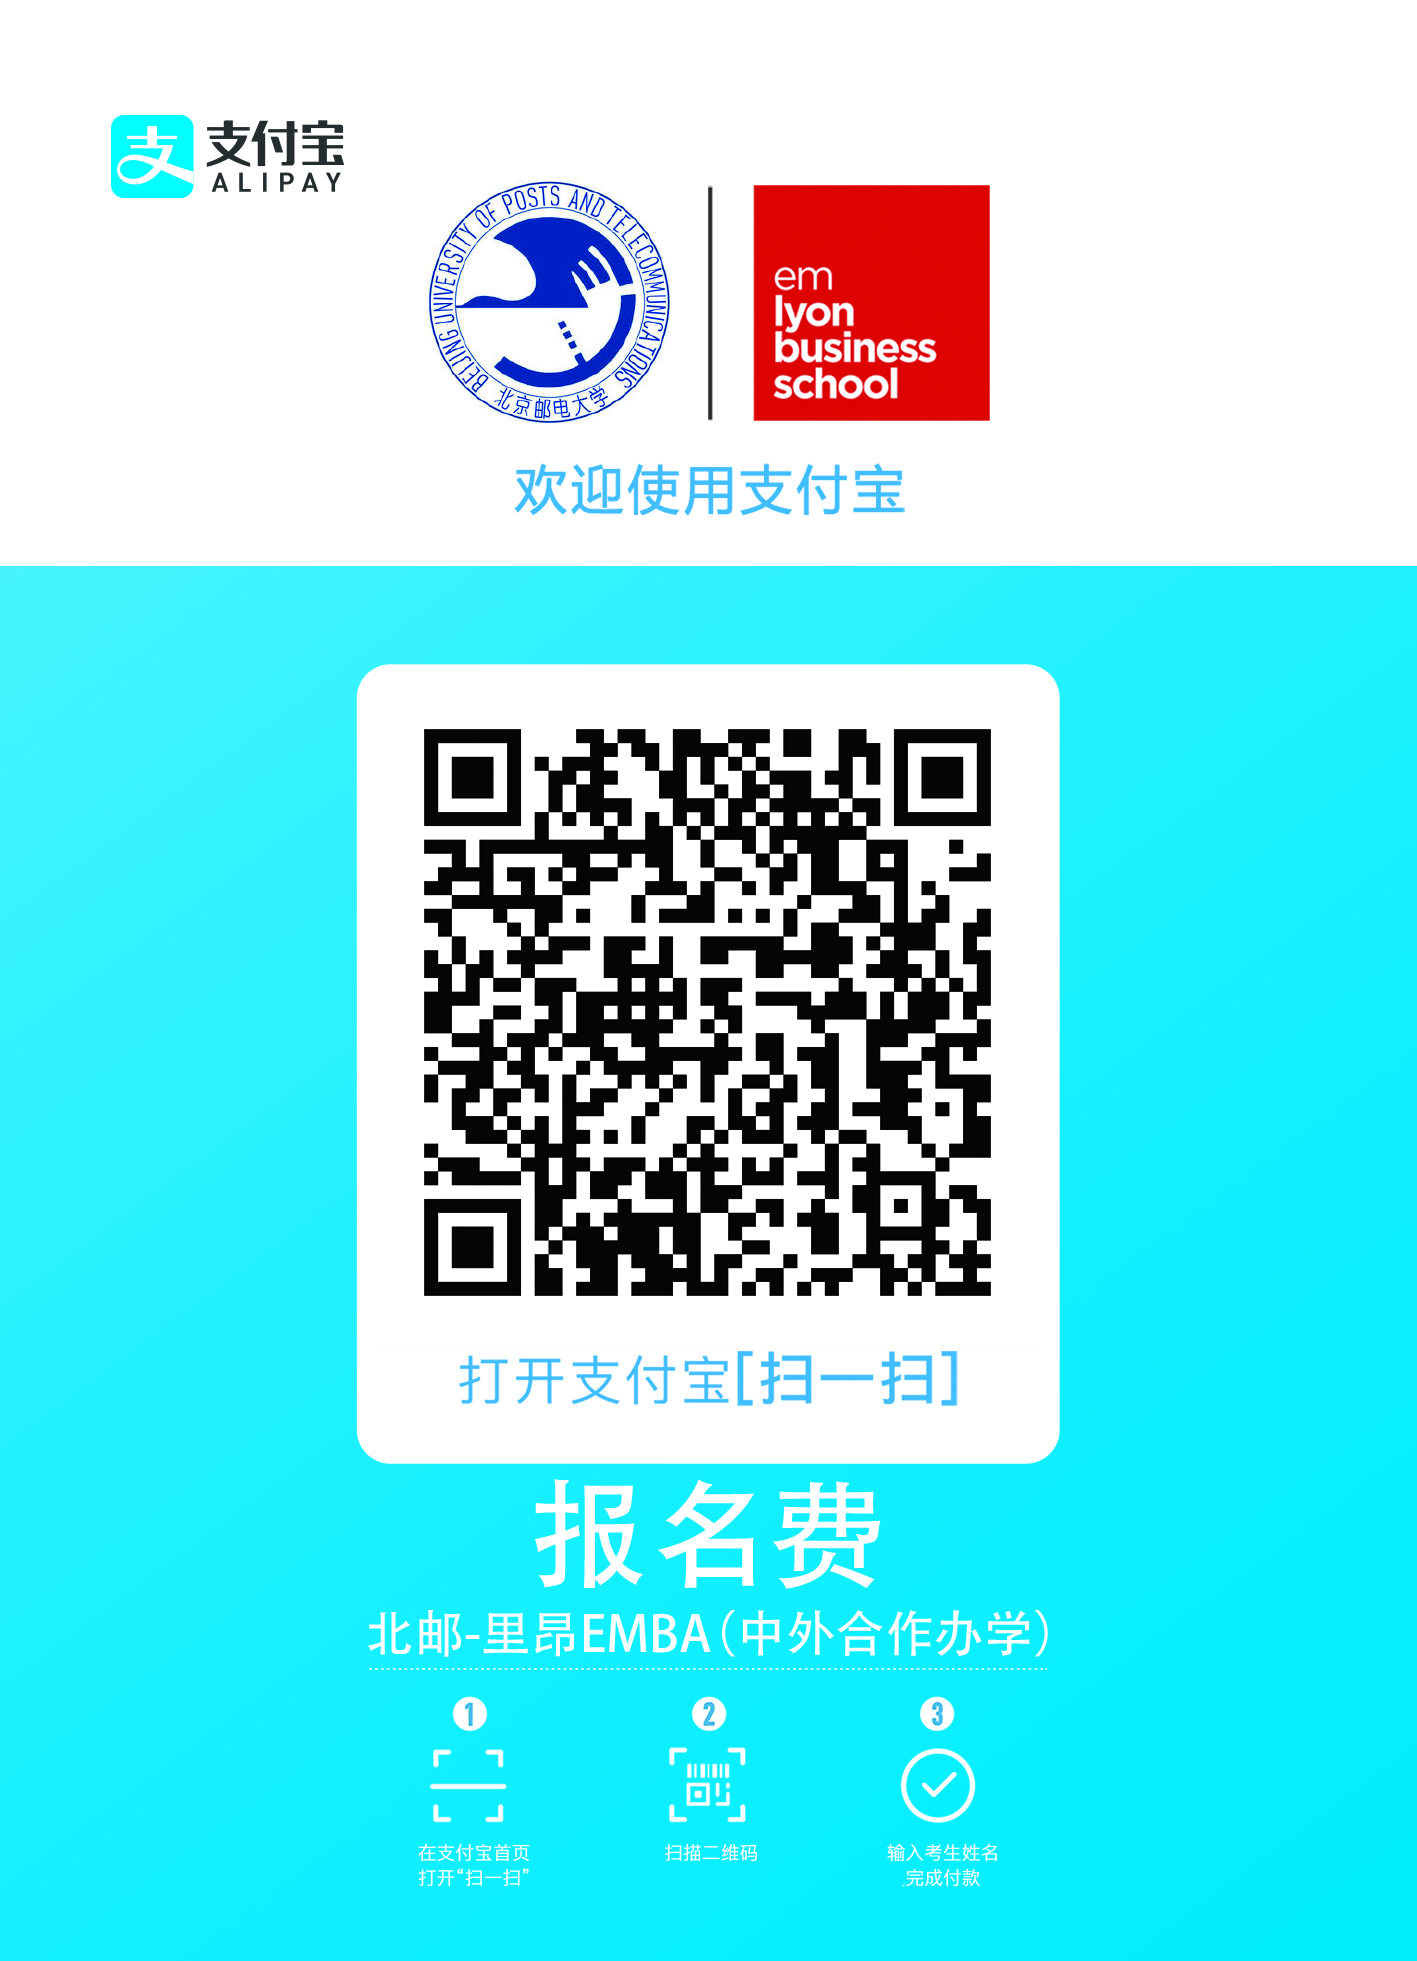 支付宝
ALIPAY
BEIJING UNIVERSITY OF POSTS AND TELECOMMUNICATIONS
北京邮电大学
em
lyon
business
school
欢迎使用支付宝
打开支付宝[扫一扫]
报名费
北邮-里昂EMBA(中外合作办学)
1
2
3
在支付宝首页
打开“扫一扫”
扫描二维码
输入考生姓名
完成付款